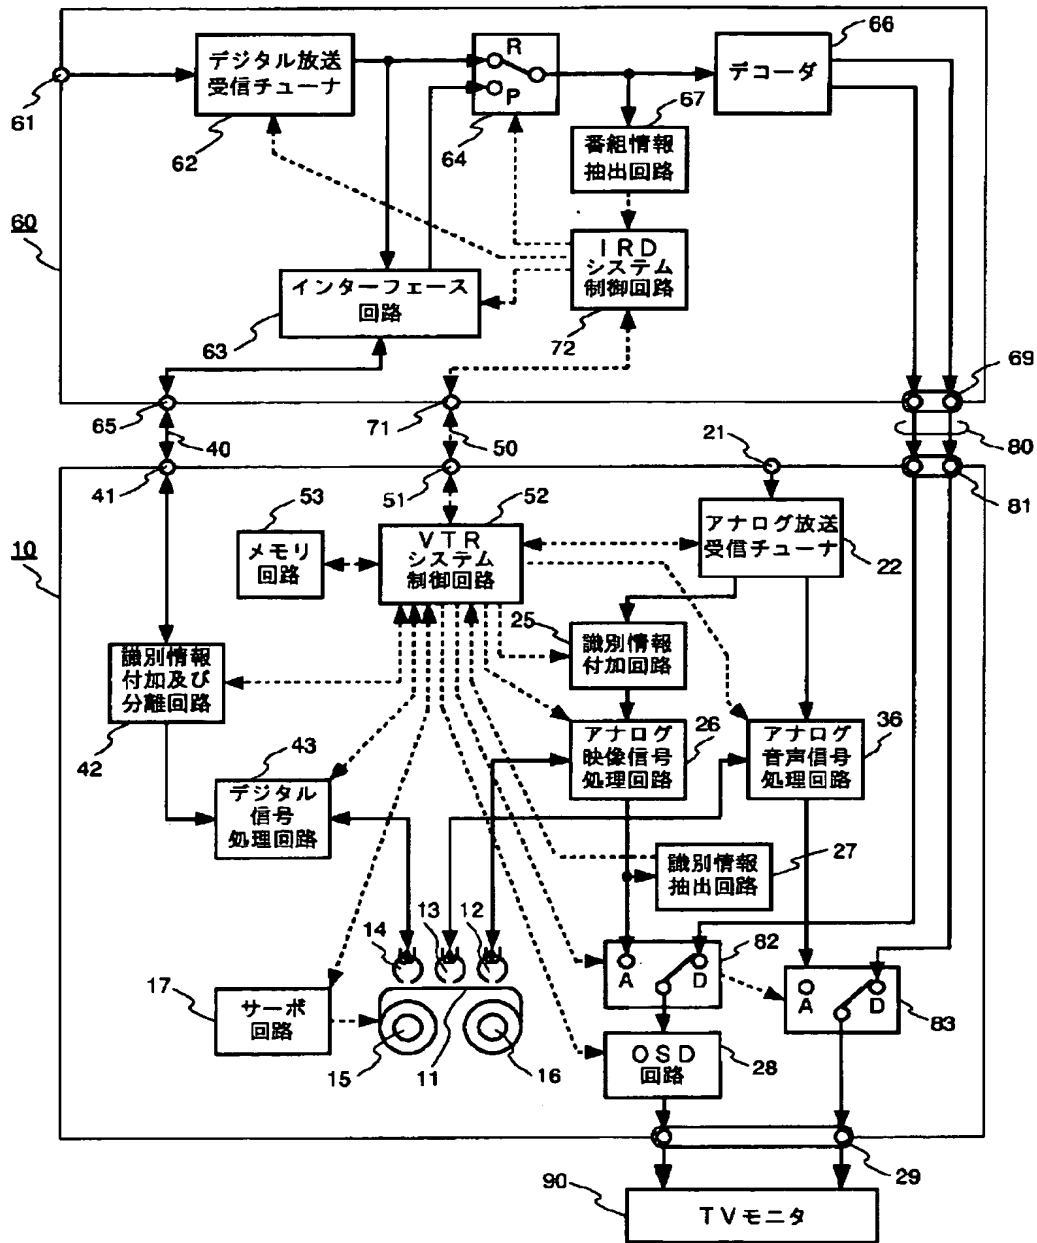 66
デジタル放送
受信チューナ
R
P
デコーダ
61
62
64
67
番組情報
抽出回路
60
IRD
システム
制御回路
インターフェース
回路
63
72
69
65
71
40
50
21
80
41
51
52
81
53
10
メモリ
回路
VTR
システム
制御回路
アナログ放送
受信チューナ
22
25
識別情報
付加回路
識別情報
付加及び
分離回路
42
43
26
36
アナログ
映像信号
処理回路
アナログ
音声信号
処理回路
デジタル
信号
処理回路
27
識別情報
抽出回路
14
13
12
82
A
D
A
D
83
17
サーボ
回路
15
11
16
OSD
回路
28
29
90
TVモニタ